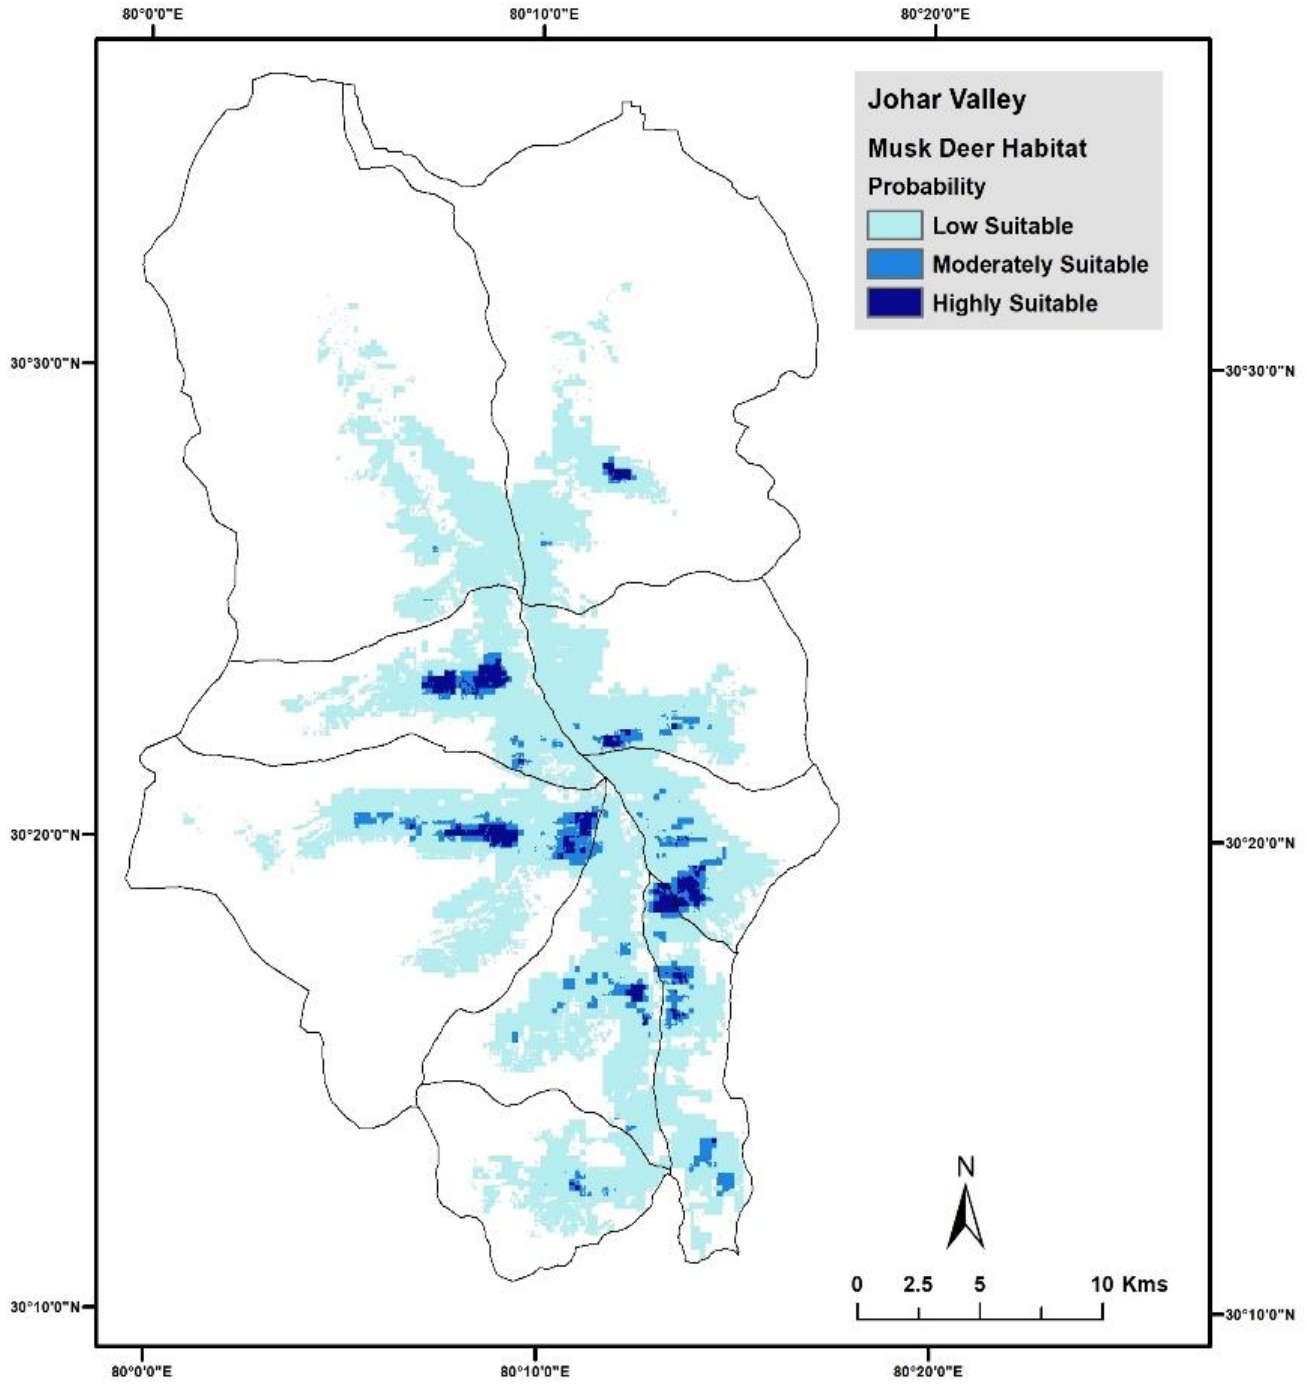 80°0'0"E 80°10'0"E 80°20'0"E
Johar Valley
Musk Deer Habitat
Probability
Low Suitable
Moderately Suitable
Highly Suitable
30°30'0"N 30°30'0"N
30°20'0"N 30°20'0"N
N
0 2.5 5 10 Kms
30°10'0"N 30°10'0"N
80°0'0"E 80°10'0"E 80°20'0"E